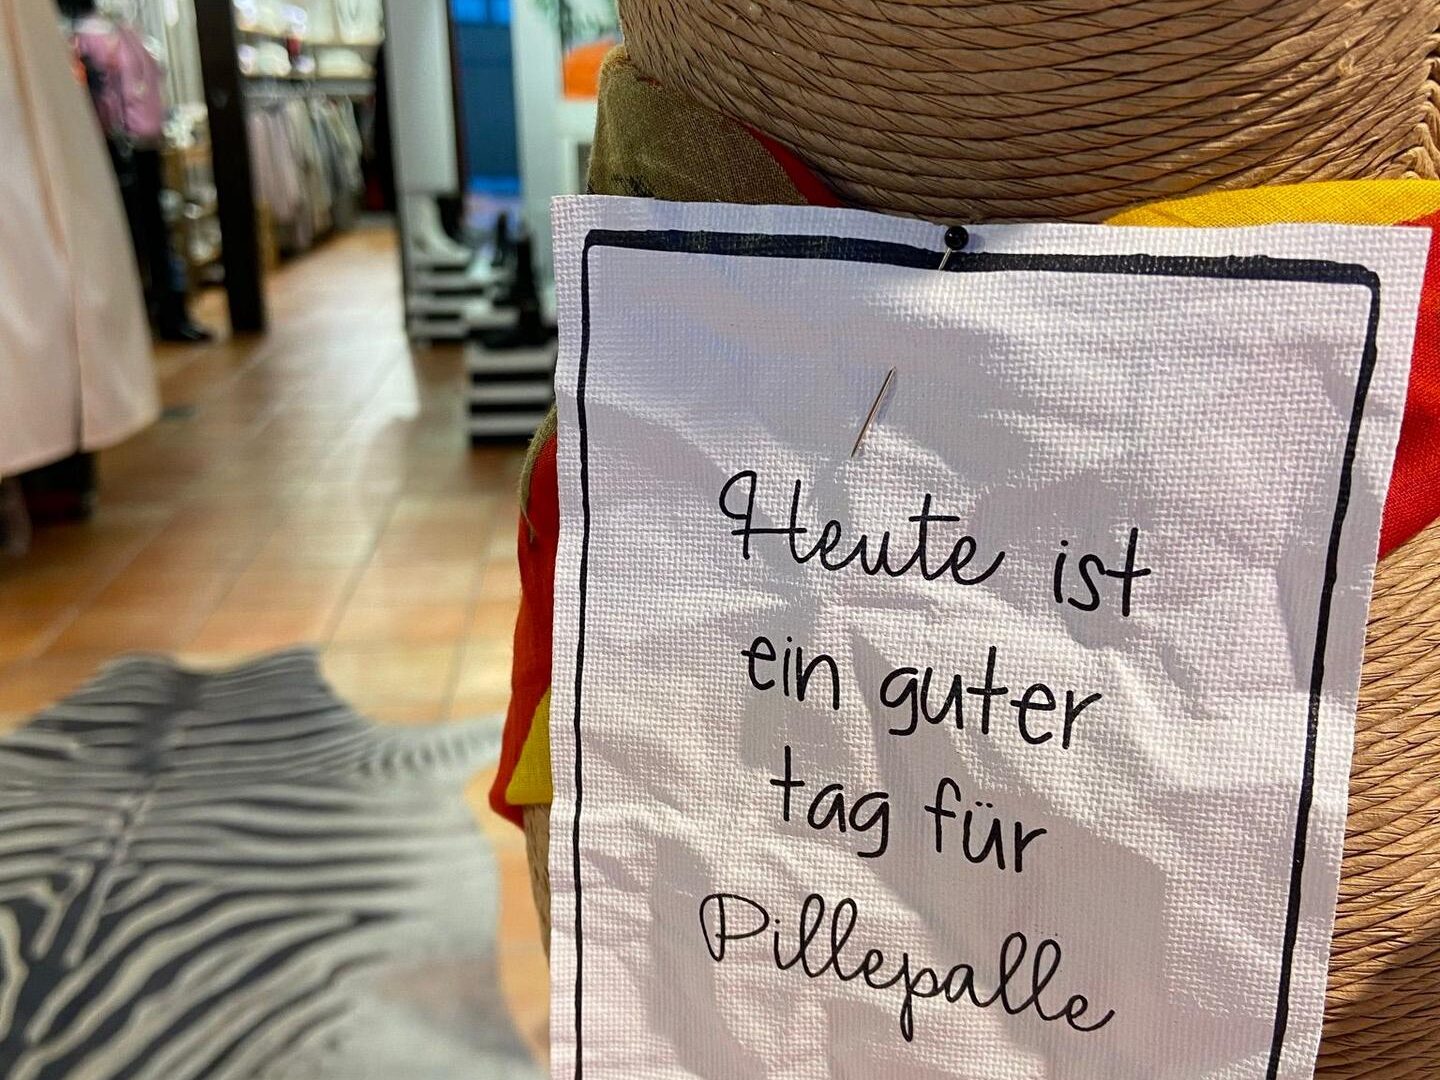 Heute ist
ein guter
tag für
Pillepalle